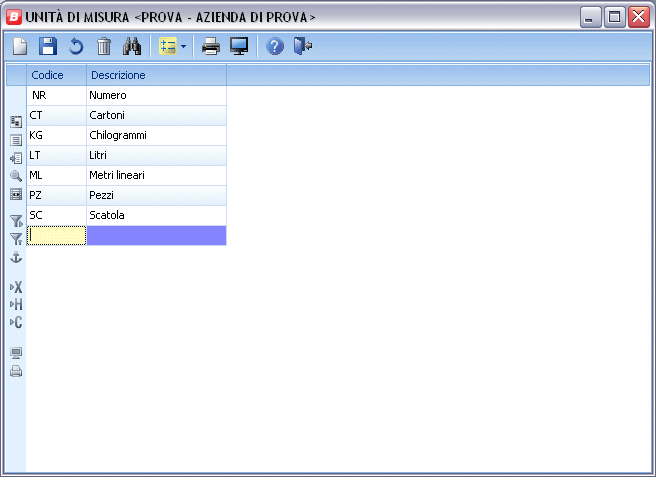 B UNITÀ DI MISURA <PROVA - AZIENDA DI PROVA>
Codice Descrizione
NR Numero
CT Cartoni
KG Chilogrammi
LT Litri
ML Metri lineari
PZ Pezzi
SC Scatola
X
H
C